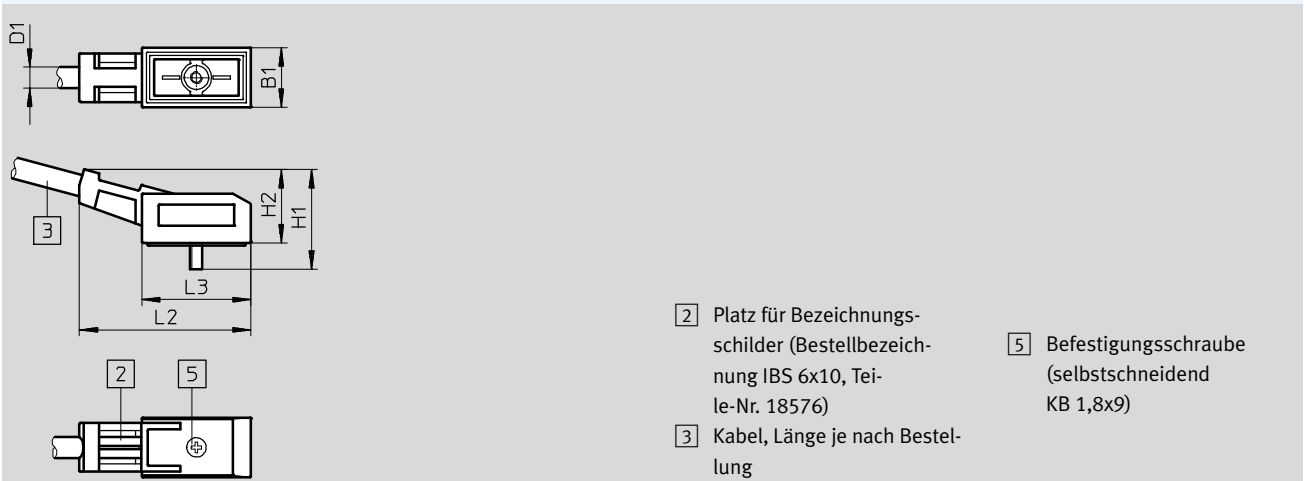 D1
B1
H2
H1
3
L3
L2
2
5
2 Platz für Bezeichnungs-
schilder (Bestellbezeich-
nung IBS 6x10, Tei-
le-Nr. 18576)
3 Kabel, Länge je nach Bestel-
lung
5 Befestigungsschraube
(selbstschneidend
KB 1,8x9)